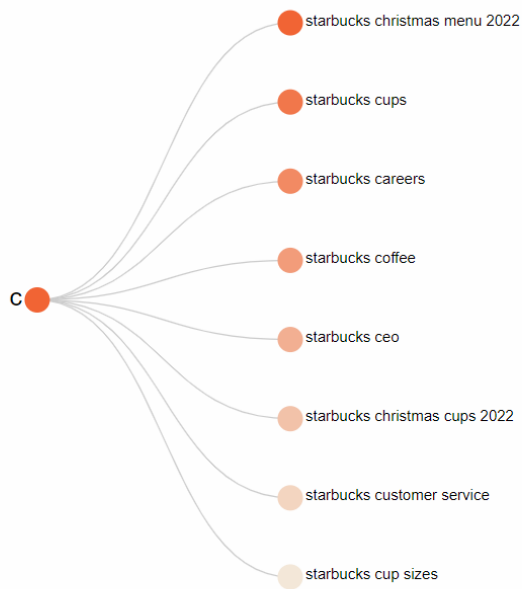 starbucks christmas menu 2022
starbucks cups
starbucks careers
starbucks coffee
c
starbucks ceo
starbucks christmas cups 2022
starbucks customer service
starbucks cup sizes